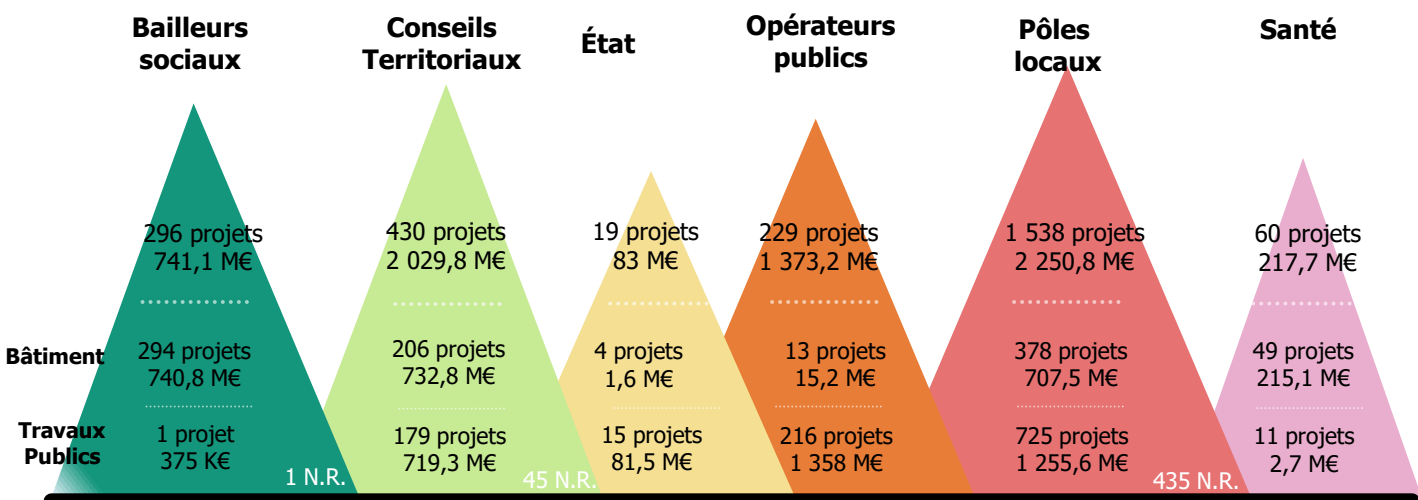 Bailleurs
sociaux
Conseils
Territoriaux
État
Opérateurs
publics
Pôles
locaux
Santé
296 projets
741,1 M€
430 projets
2 029,8 M€
19 projets
83 M€
229 projets
1 373,2 M€
1 538 projets
2 250,8 M€
60 projets
217,7 M€
Bâtiment
294 projets
740,8 M€
206 projets
732,8 M€
4 projets
1,6 M€
13 projets
15,2 M€
378 projets
707,5 M€
49 projets
215,1 M€
Travaux
Publics
1 projet
375 K€
1 N.R.
179 projets
719,3 M€
45 N.R.
15 projets
81,5 M€
216 projets
1 358 M€
725 projets
1 255,6 M€
435 N.R.
11 projets
2,7 M€